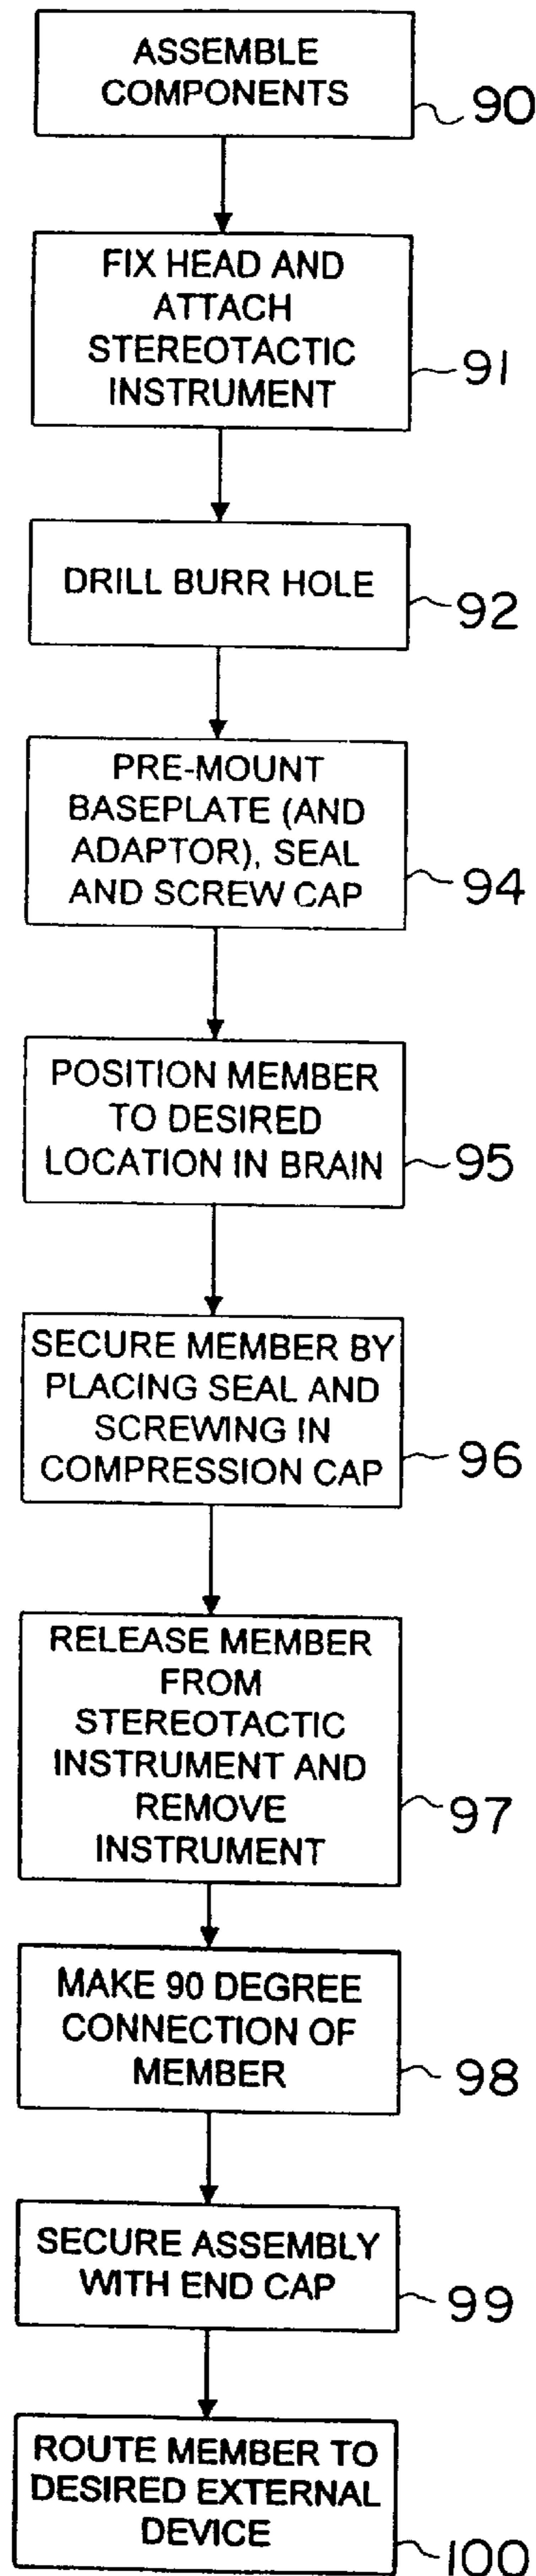 ASSEMBLE
COMPONENTS
90
FIX HEAD AND
ATTACH
STEREOTACTIC
INSTRUMENT
91
DRILL BURR HOLE
92
PRE-MOUNT
BASEPLATE (AND
ADAPTOR), SEAL
AND SCREW CAP
94
POSITION MEMBER
TO DESIRED
LOCATION IN BRAIN
95
SECURE MEMBER BY
PLACING SEAL AND
SCREWING IN
COMPRESSION CAP
96
RELEASE MEMBER
FROM
STEREOTACTIC
INSTRUMENT AND
REMOVE
INSTRUMENT
97
MAKE 90 DEGREE
CONNECTION OF
MEMBER
98
SECURE ASSEMBLY
WITH END CAP
99
ROUTE MEMBER TO
DESIRED EXTERNAL
DEVICE
100